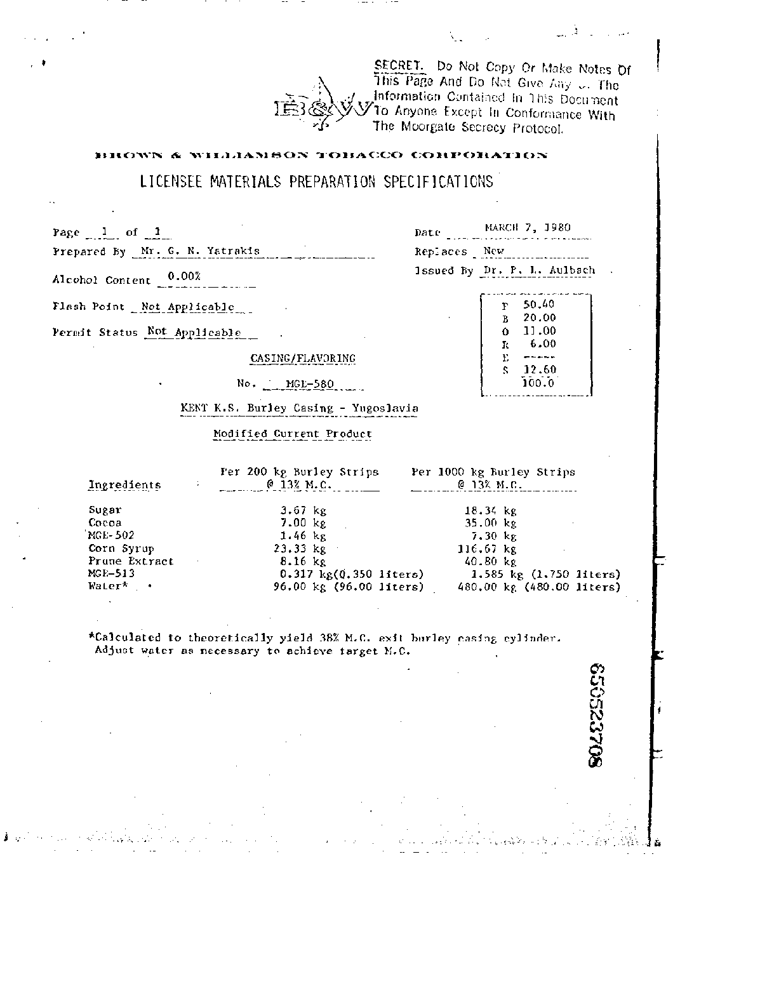 SECRET. Do Not Copy Or Make Notes Of
This Page And Do Not Give Any The
Information Contained In This Document
To Anyone Except In Conformance With
The Moorgate Secrecy Protocol.
B&W
BROWN & WILLIAMSON TOBACCO CORPORATION
LICENSEE MATERIALS PREPARATION SPECIFICATIONS
Page 1 of 1
Date MARCH 7, 1980
Prepared By Mr. G. N. Yatrakis
Replaces New
Issued By Dr. P. L. Aulbach
Alcohol Content 0.00%
Flash Point Not Applicable
Permit Status Not Applicable
F 50.40
B 20.00
O 11.00
R 6.00
E -----
S 12.60
100.0
CASING/FLAVORING
No. MGE-580
KENT K.S. Burley Casing - Yugoslavia
Modified Current Product
Ingredients Per 200 kg Burley Strips @ 13% M.C. Per 1000 kg Burley Strips @ 13% M.C.
Sugar 3.67 kg 18.34 kg
Cocoa 7.00 kg 35.00 kg
MGE-502 1.46 kg 7.30 kg
Corn Syrup 23.33 kg 116.67 kg
Prune Extract 8.16 kg 40.80 kg
MGE-513 0.317 kg(0.350 liters) 1.585 kg (1.750 liters)
Water* 96.00 kg (96.00 liters) 480.00 kg (480.00 liters)
*Calculated to theoretically yield 38% M.C. exit burley casing cylinder.
Adjust water as necessary to achieve target M.C.
650523708